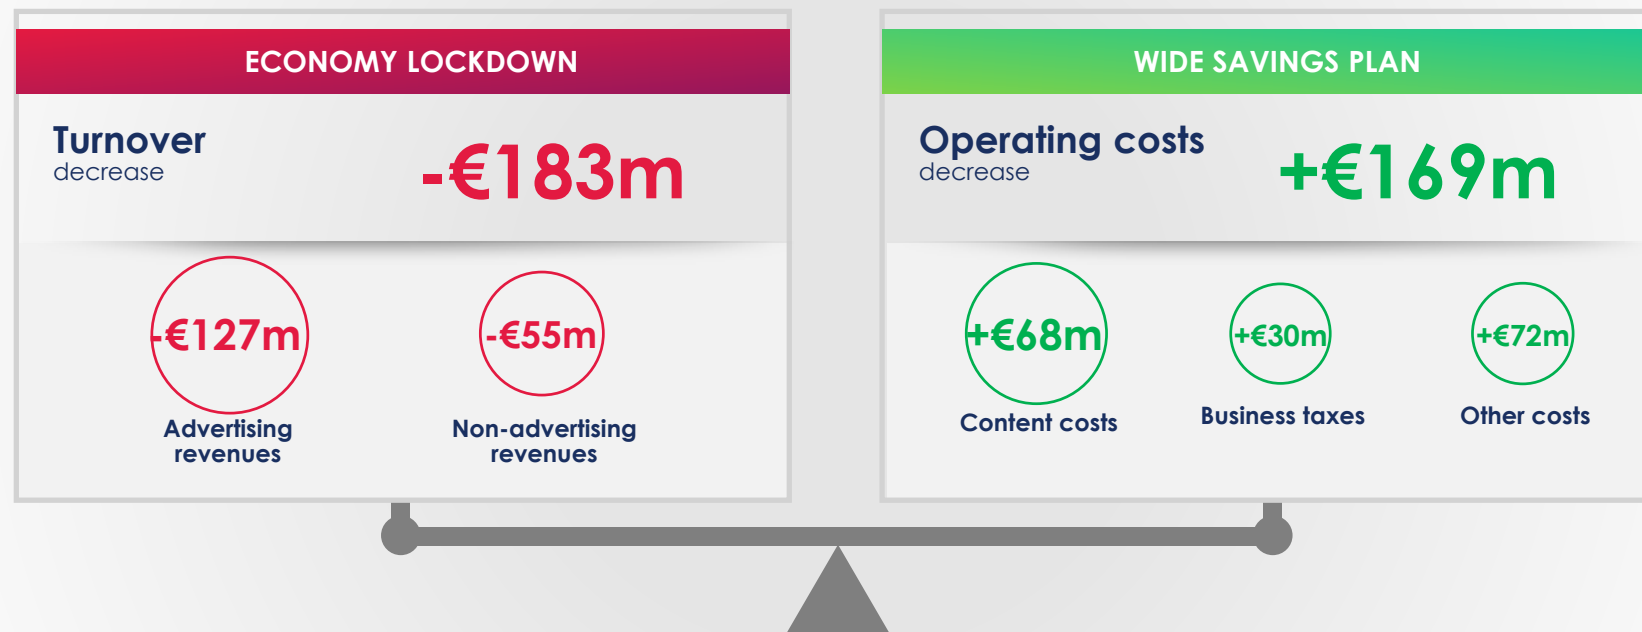 ECONOMY LOCKDOWN
Turnover
decrease
-€183m
-€127m
Advertising
revenues
-€55m
Non-advertising
revenues
WIDE SAVINGS PLAN
Operating costs
decrease
+€169m
+€68m
Content costs
+€30m
Business taxes
+€72m
Other costs